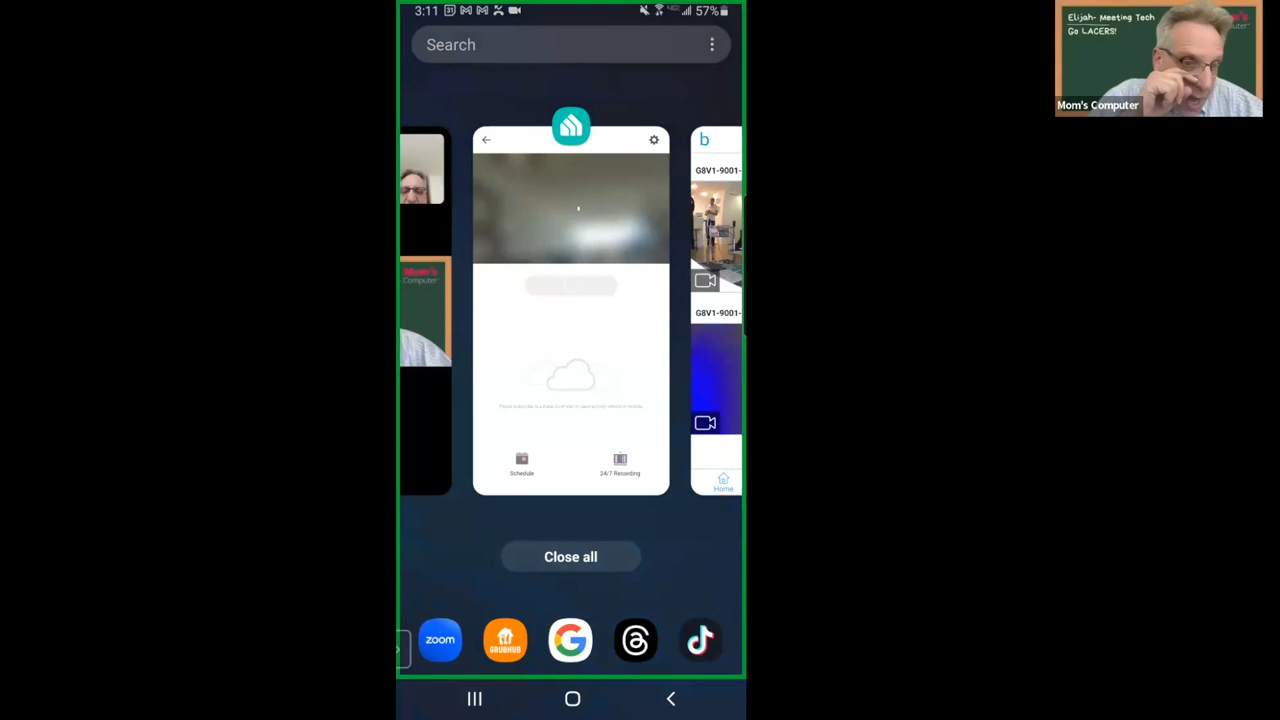 3:11
31
57%
Search
Elijah- Meeting Tech
Go LACERS!
Mom's Computer
b
G8V1-9001-
Mom's
Computer
G8V1-9001-
Schedule
24/7 Recording
Home
Close all
zoom
GRUBHUB